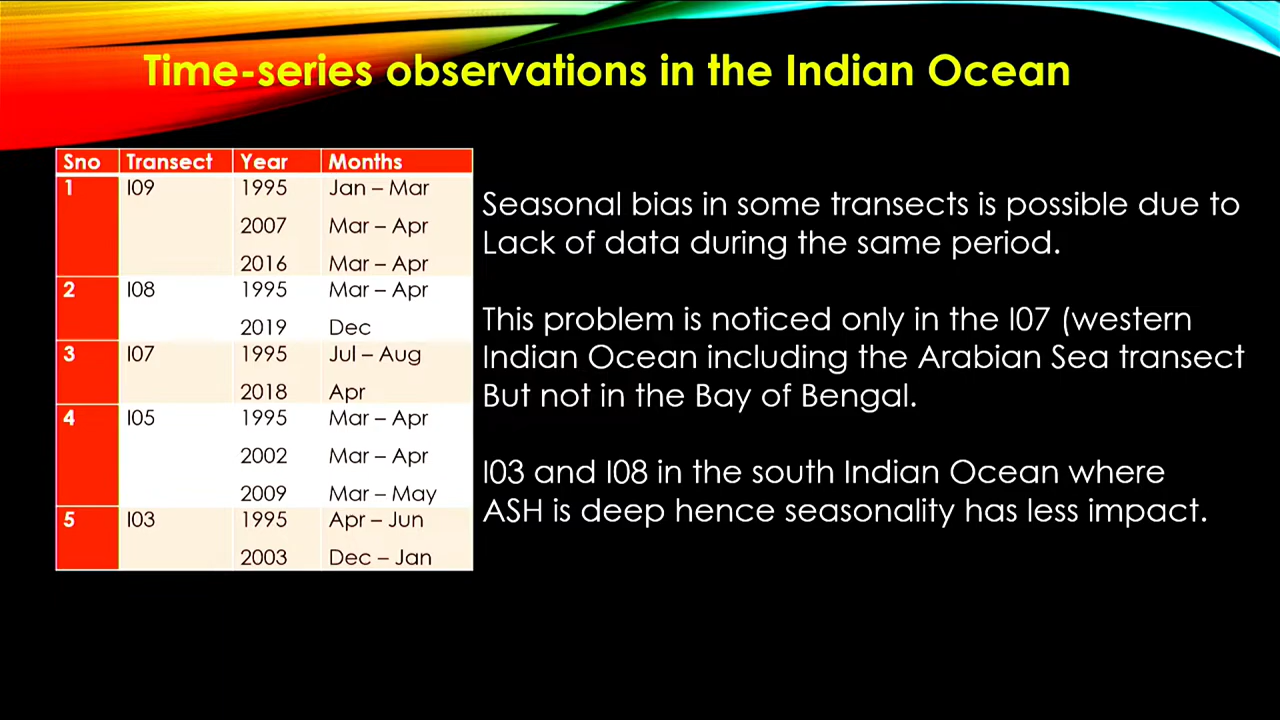 Time-series observations in the Indian Ocean
Sno Transect Year Months
1 I09 1995 Jan – Mar
2007 Mar – Apr
2016 Mar – Apr
2 I08 1995 Mar – Apr
2019 Dec
3 I07 1995 Jul – Aug
2018 Apr
4 I05 1995 Mar – Apr
2002 Mar – Apr
2009 Mar – May
5 I03 1995 Apr – Jun
2003 Dec – Jan
Seasonal bias in some transects is possible due to
Lack of data during the same period.
This problem is noticed only in the I07 (western
Indian Ocean including the Arabian Sea transect
But not in the Bay of Bengal.
I03 and I08 in the south Indian Ocean where
ASH is deep hence seasonality has less impact.